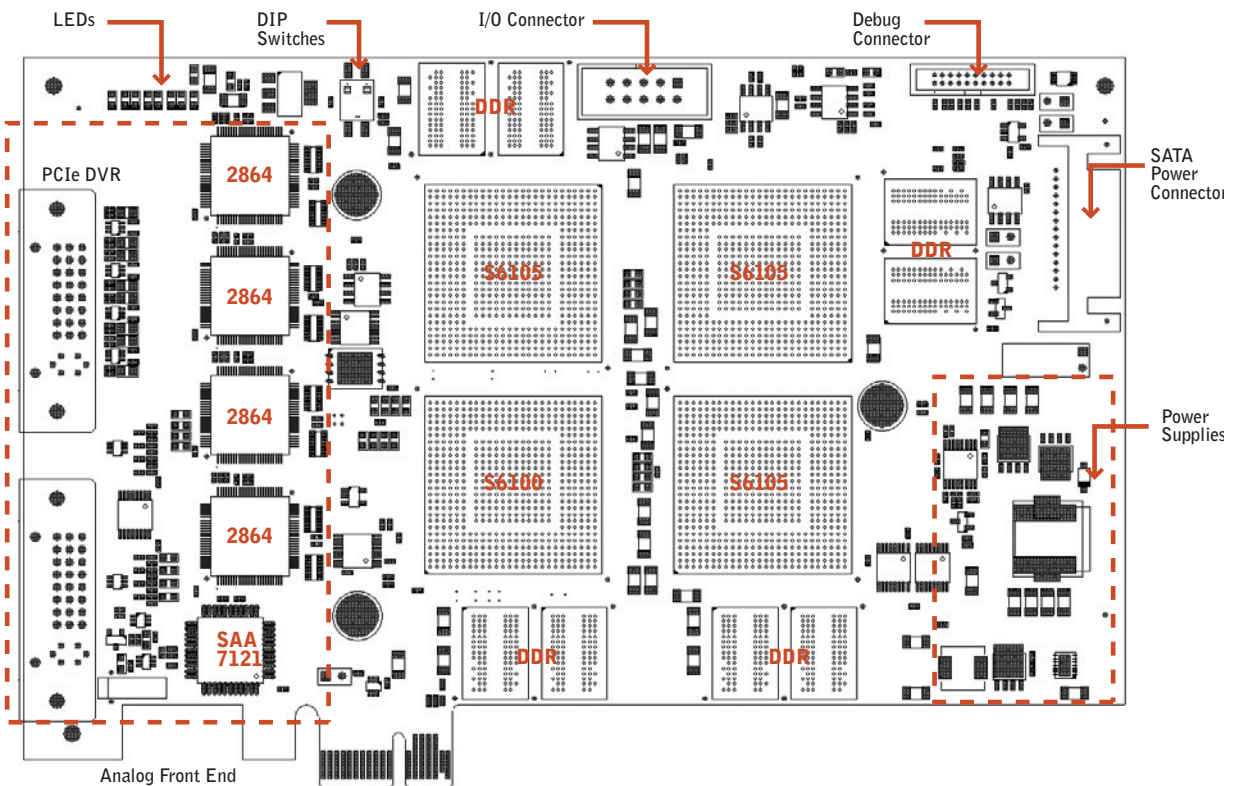 LEDs
DIP
Switches
I/O Connector
Debug
Connector
DDR
PCIe DVR
2864
SATA
Power
Connector
S6105
S6105
DDR
2864
2864
Power
Supplies
S6100
S6105
2864
SAA
7121
DDR
DDR
Analog Front End